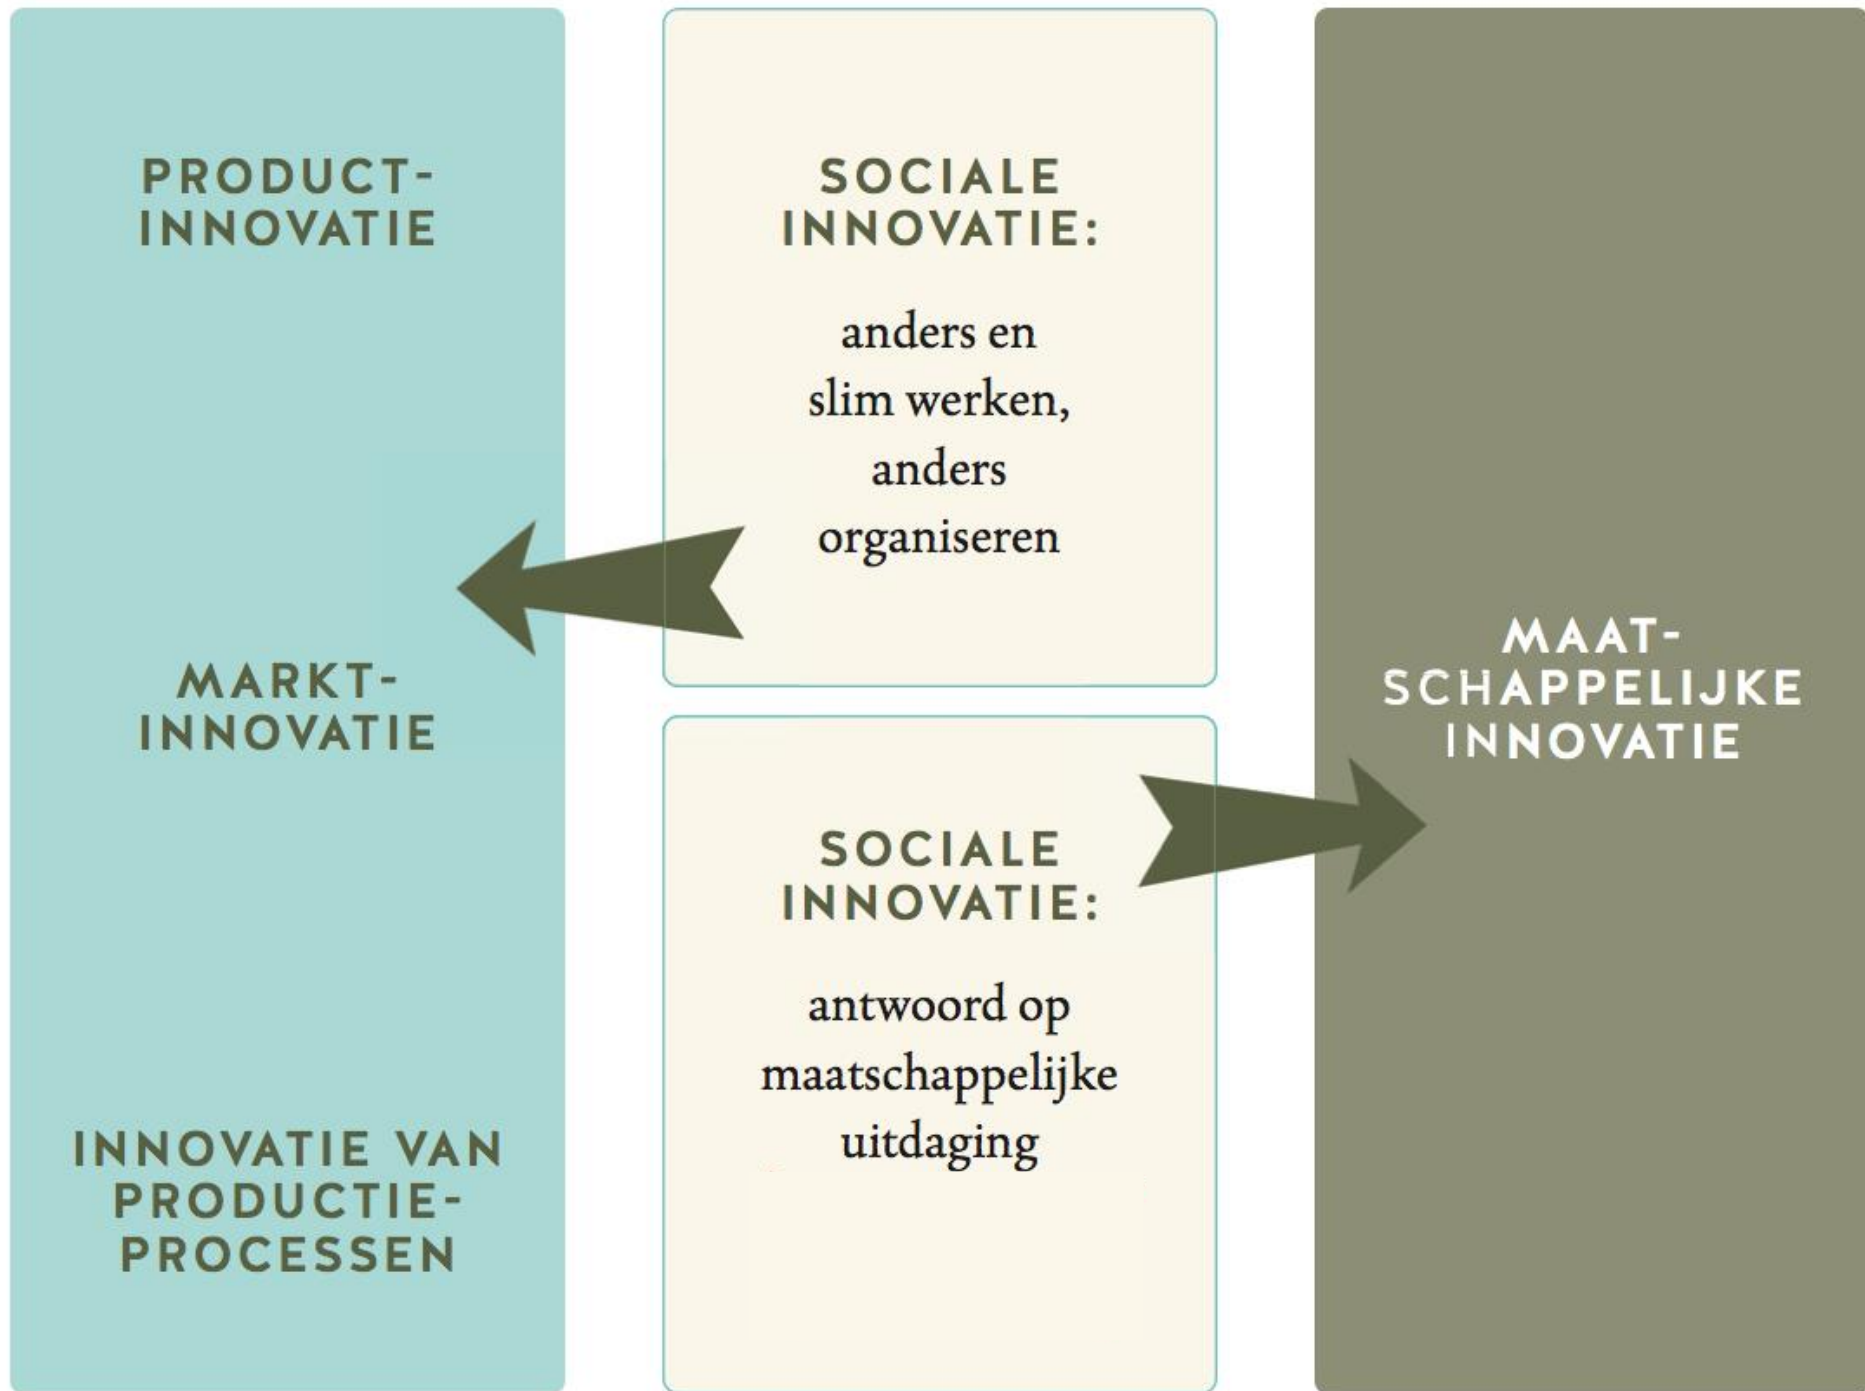 PRODUCT-
INNOVATIE
MARKT-
INNOVATIE
INNOVATIE VAN
PRODUCTIE-
PROCESSEN
SOCIALE
INNOVATIE:
anders en
slim werken,
anders
organiseren
SOCIALE
INNOVATIE:
antwoord op
maatschappelijke
uitdaging
MAAT-
SCHAPPELIJKE
INNOVATIE